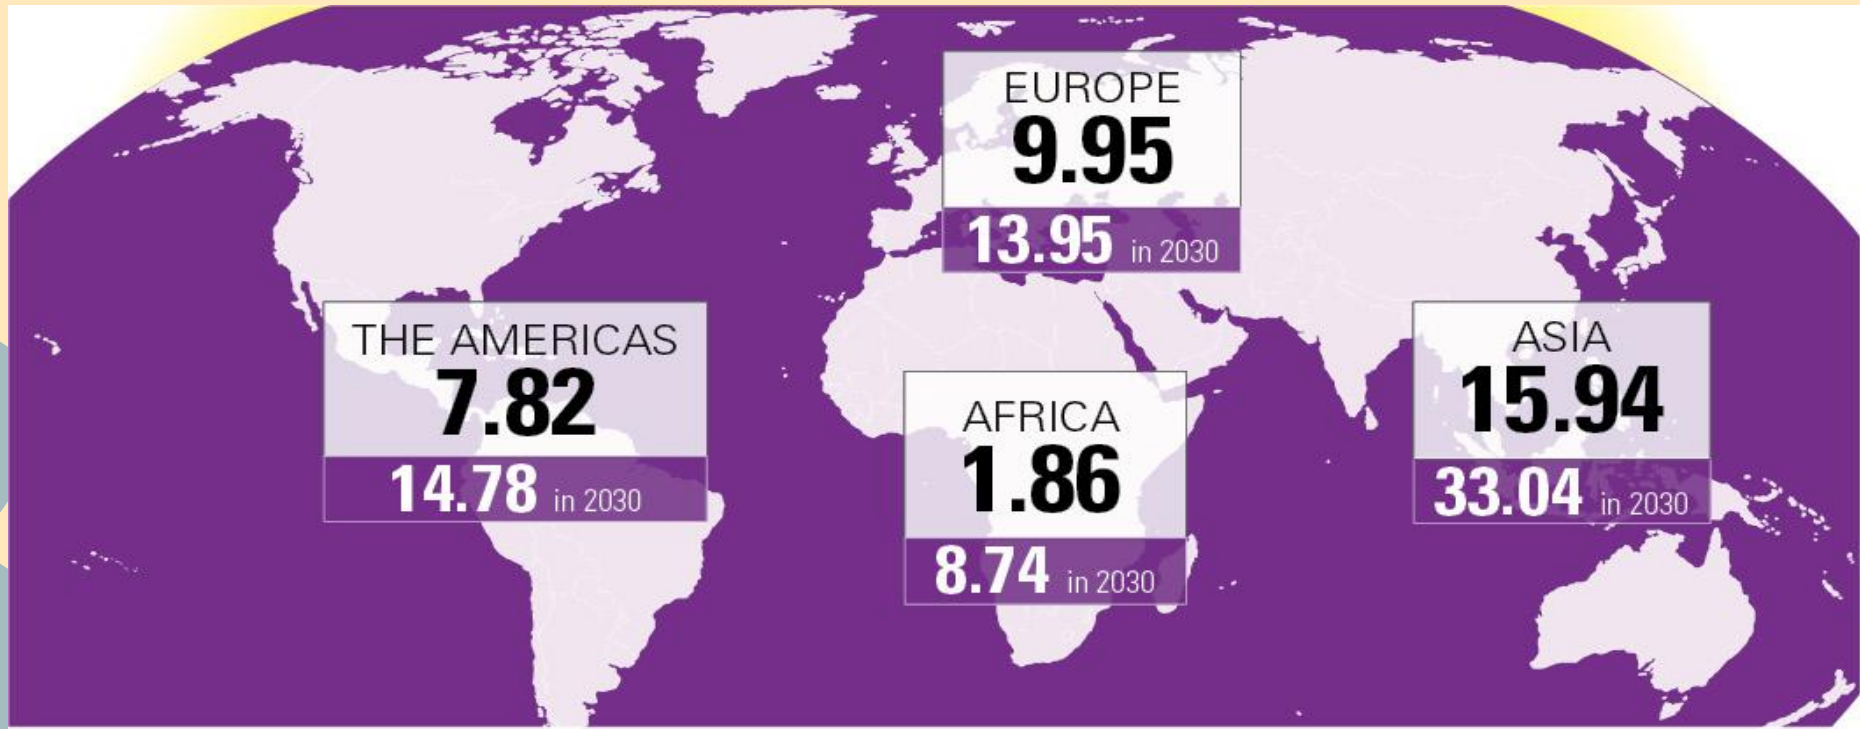 EUROPE
9.95
13.95 in 2030
THE AMERICAS
7.82
14.78 in 2030
AFRICA
1.86
8.74 in 2030
ASIA
15.94
33.04 in 2030